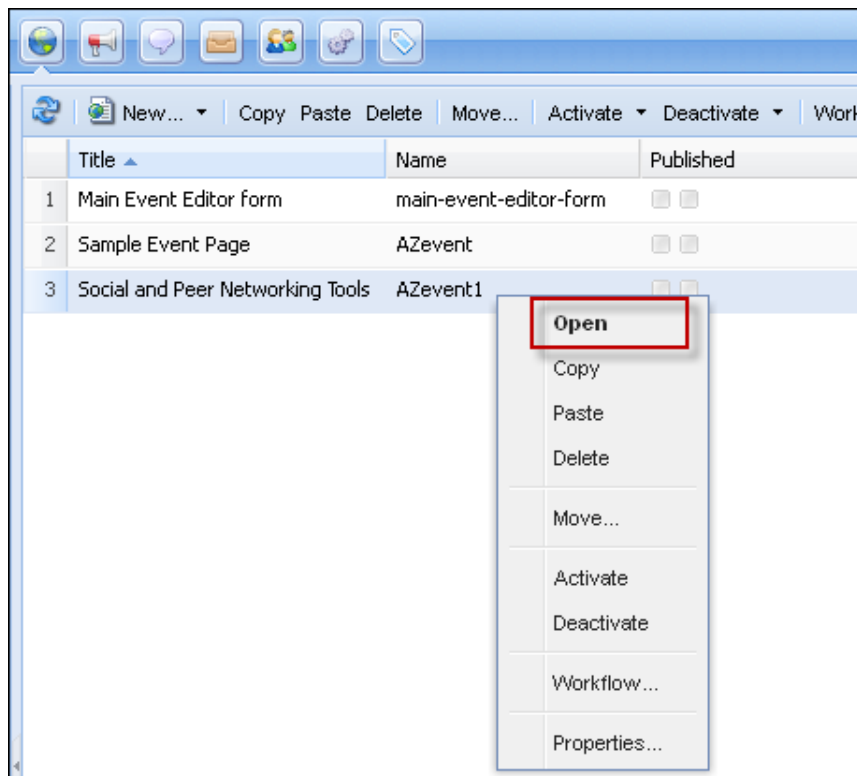 New... Copy Paste Delete Move... Activate Deactivate
Title Name Published
1 Main Event Editor form main-event-editor-form
2 Sample Event Page AZevent
3 Social and Peer Networking Tools AZevent1
Open
Copy
Paste
Delete
Move...
Activate
Deactivate
Workflow...
Properties...